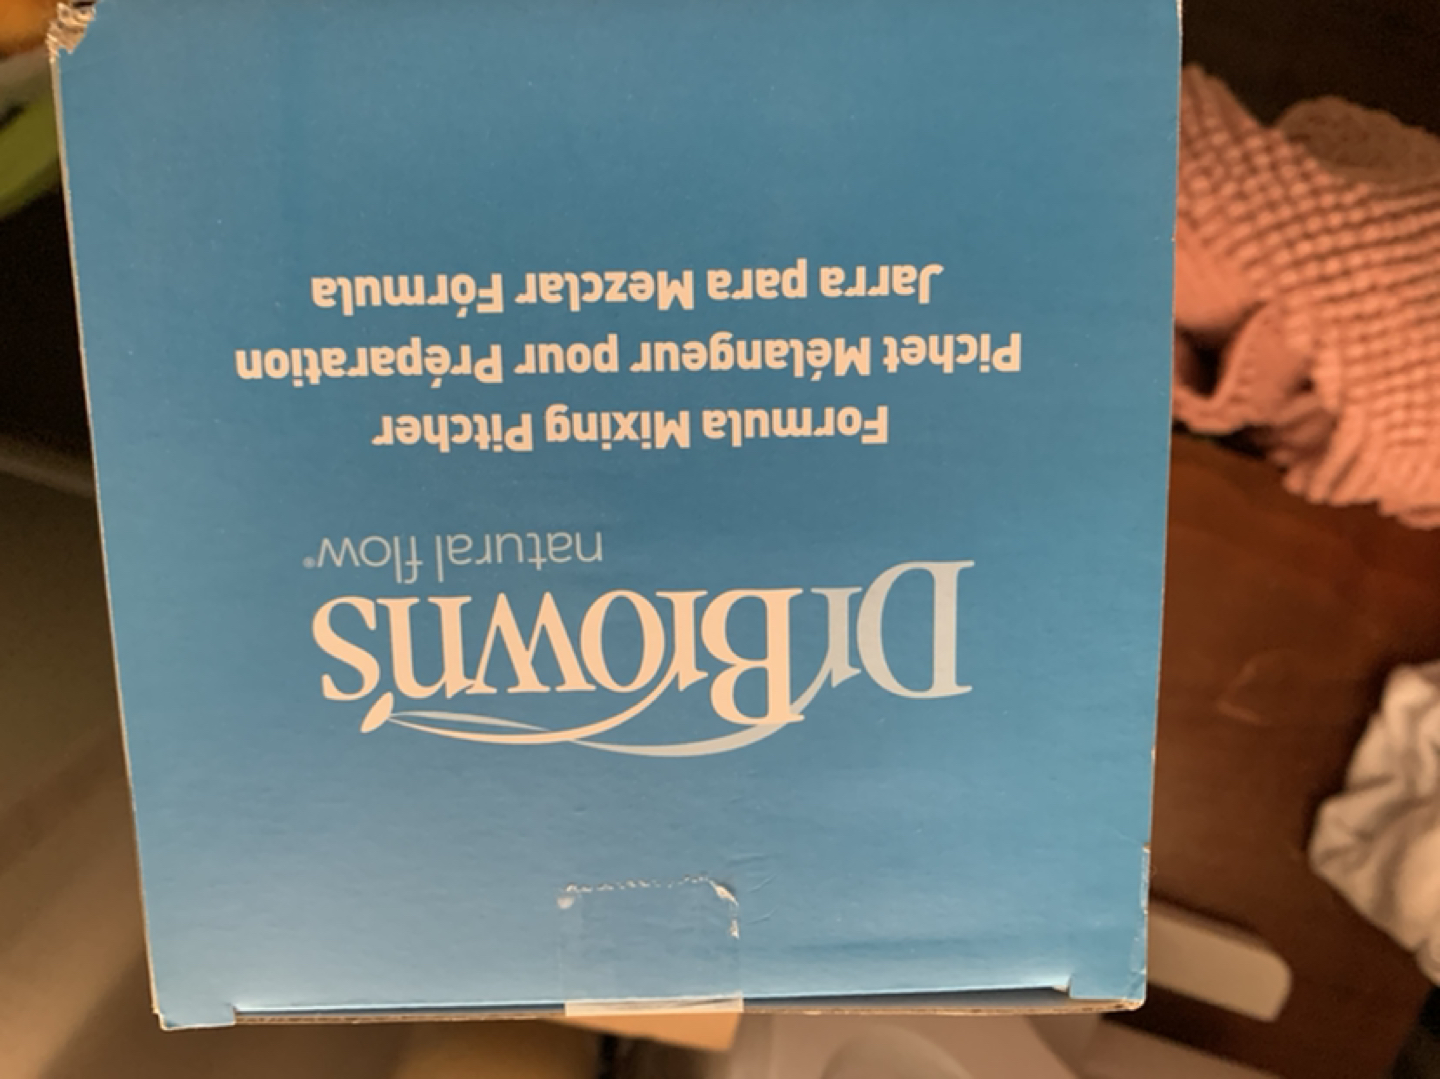 Dr Brown's
natural flow®
Formula Mixing Pitcher
Pichet Mélangeur pour Préparation
Jarra para Mezclar Fórmula